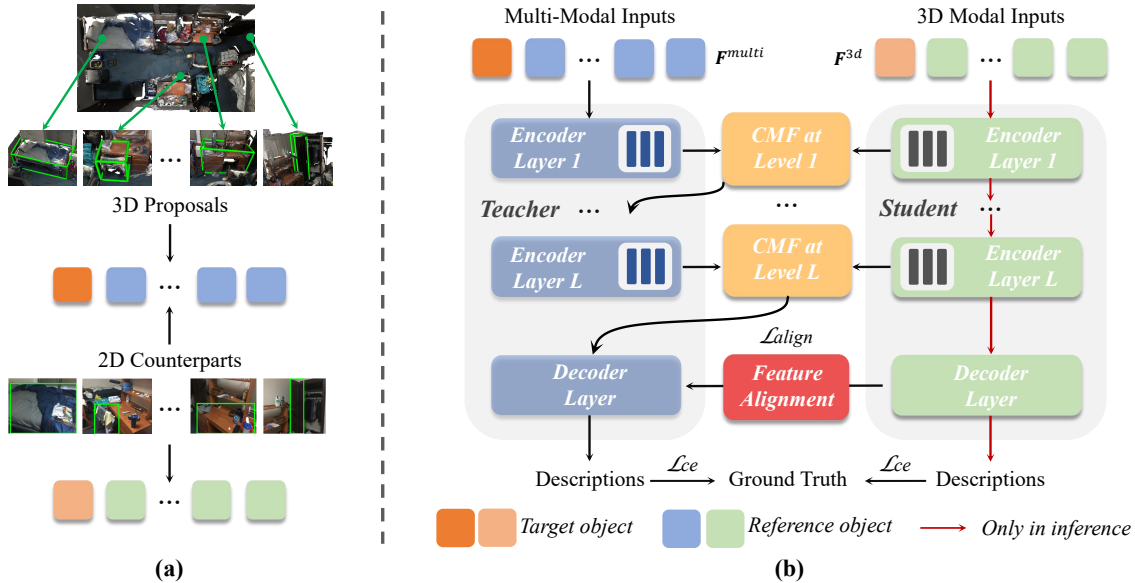 3D Proposals
...
2D Counterparts
...
(a)
Multi-Modal Inputs
3D Modal Inputs
... F^multi
F^3d ...
Encoder Layer 1
CMF at Level 1
Encoder Layer 1
Teacher ...
...
Student ...
Encoder Layer L
CMF at Level L
Encoder Layer L
Lalign
Decoder Layer
Feature Alignment
Decoder Layer
Descriptions Lce Ground Truth Lce Descriptions
Target object
Reference object
Only in inference
(b)